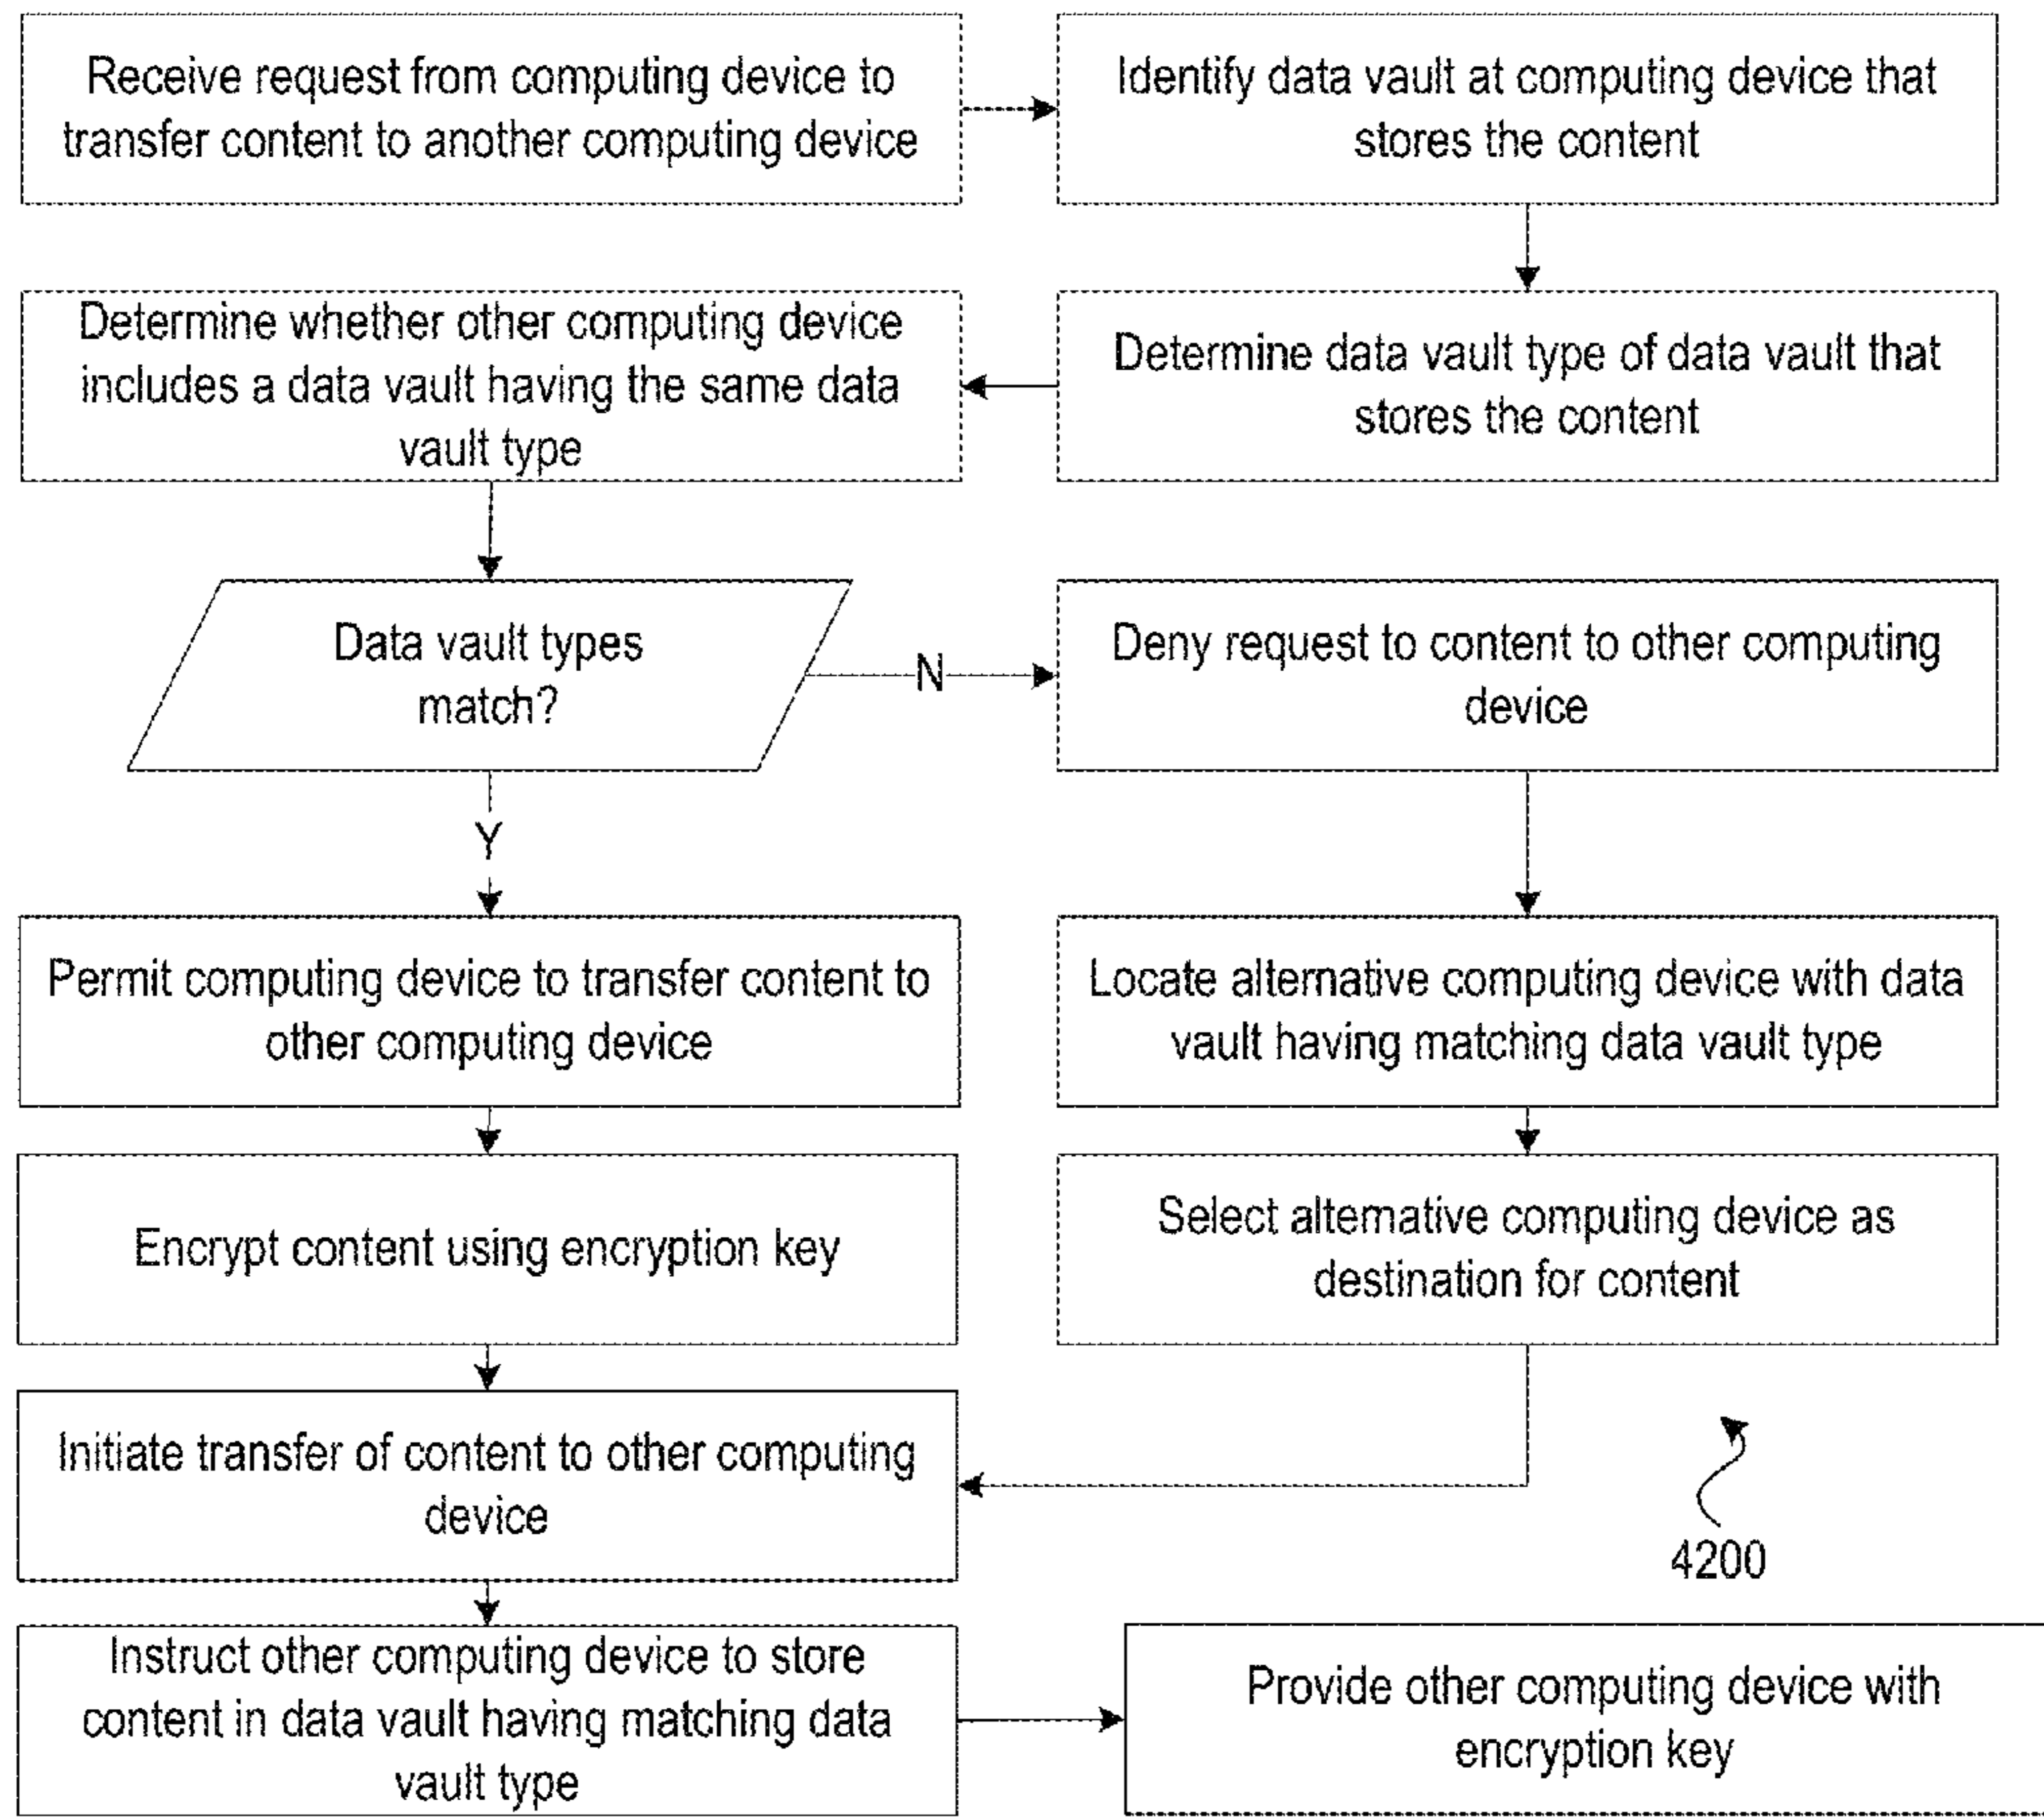 Receive request from computing device to
transfer content to another computing device
Identify data vault at computing device that
stores the content
Determine data vault type of data vault that
stores the content
Determine whether other computing device
includes a data vault having the same data
vault type
Data vault types
match?
N
Deny request to content to other computing
device
Y
Locate alternative computing device with data
vault having matching data vault type
Select alternative computing device as
destination for content
Permit computing device to transfer content to
other computing device
Encrypt content using encryption key
Initiate transfer of content to other computing
device
4200
Instruct other computing device to store
content in data vault having matching data
vault type
Provide other computing device with
encryption key